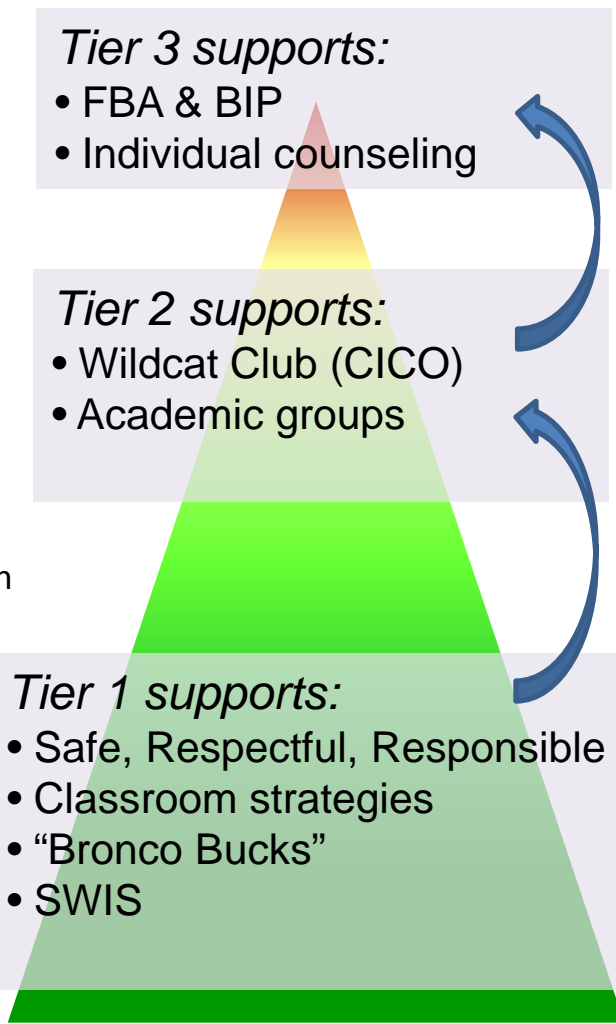 Tier 3 supports:
• FBA & BIP
• Individual counseling
Tier 2 supports:
• Wildcat Club (CICO)
• Academic groups
Tier 1 supports:
• Safe, Respectful, Responsible
• Classroom strategies
• “Bronco Bucks”
• SWIS